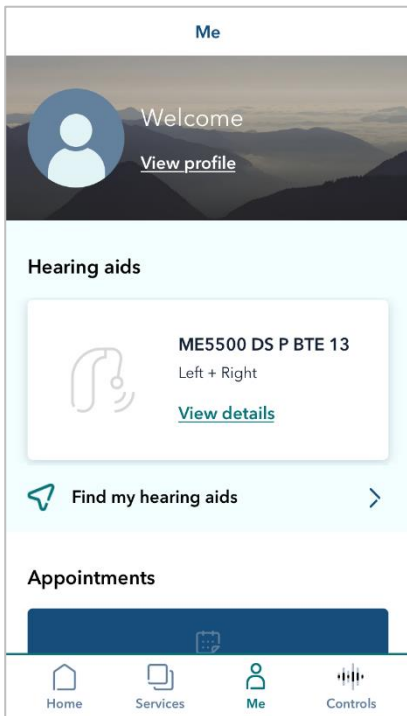 Me
Welcome
View profile
Hearing aids
ME5500 DS P BTE 13
Left + Right
View details
Find my hearing aids
Appointments
Home Services Me Controls